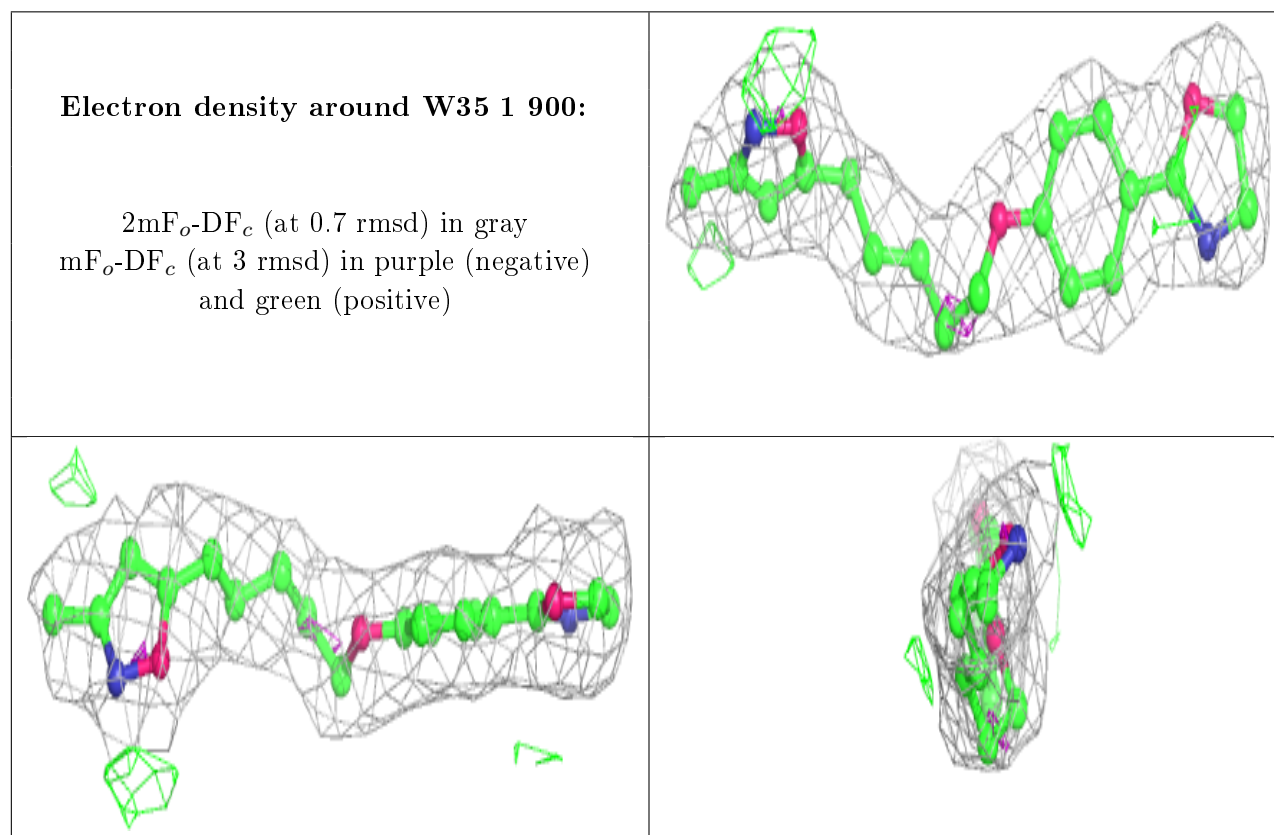 Electron density around W35 1 900:
2mFo-DFc (at 0.7 rmsd) in gray
mFo-DFc (at 3 rmsd) in purple (negative)
and green (positive)